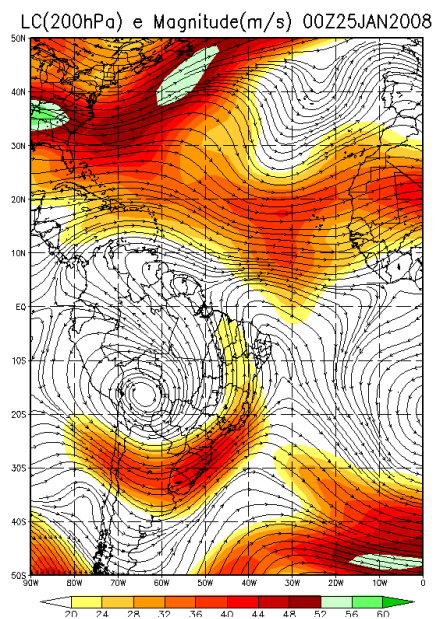 LC(200hPa) e Magnitude(m/s) 00Z25JAN2008
50N
40N
30N
20N
10N
EQ
10S
20S
30S
40S
50S
90W 80W 70W 60W 50W 40W 30W 20W 10W 0
20 24 28 32 36 40 44 48 52 56 60